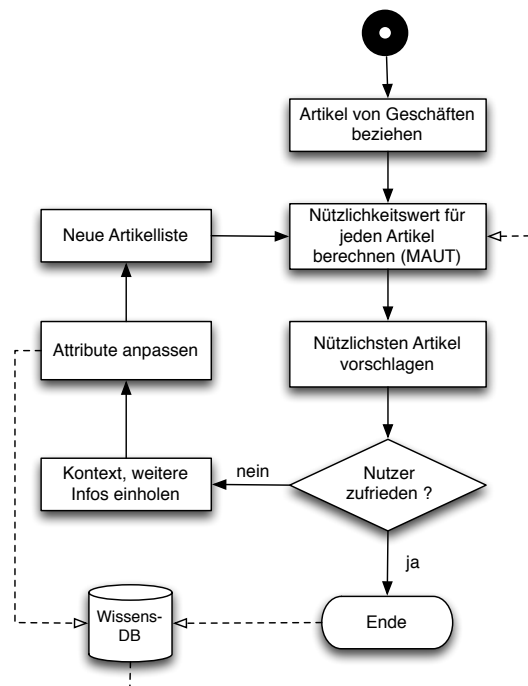 Artikel von Geschäften
beziehen
Neue Artikelliste
Nützlichkeitswert für
jeden Artikel
berechnen (MAUT)
Attribute anpassen
Nützlichsten Artikel
vorschlagen
Kontext, weitere
Infos einholen
nein
Nutzer
zufrieden ?
ja
Wissens-
DB
Ende